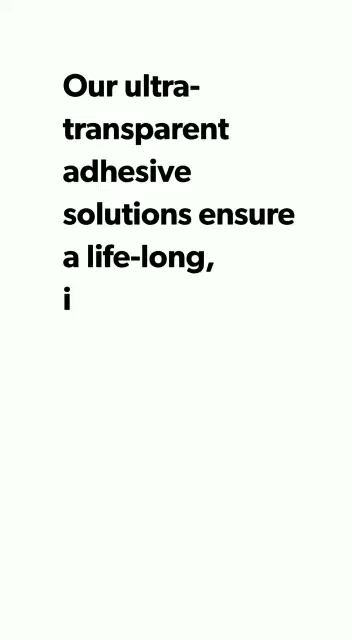 Our ultra-
transparent
adhesive
solutions ensure
a life-long,
i